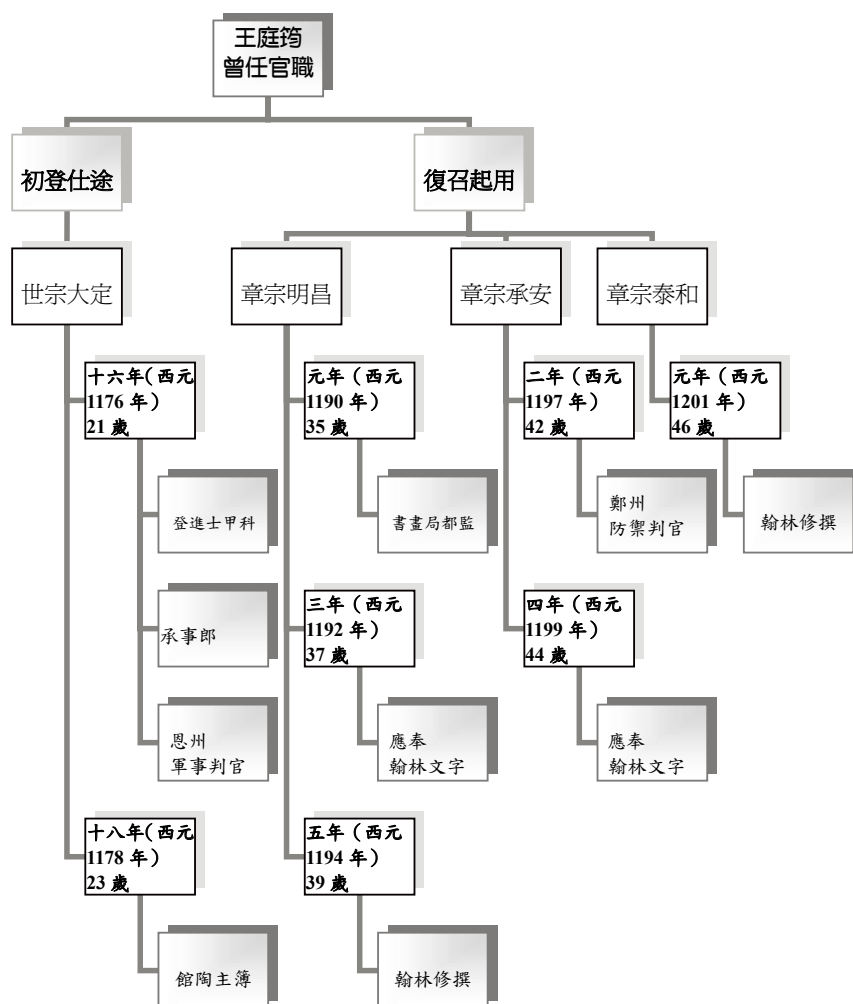 王庭筠
曾任官職
初登仕途
復召起用
世宗大定
章宗明昌
章宗承安
章宗泰和
十六年(西元
1176 年)
21 歲
登進士甲科
承事郎
恩州
軍事判官
十八年(西元
1178 年)
23 歲
館陶主簿
元年(西元
1190 年)
35 歲
書畫局都監
三年(西元
1192 年)
37 歲
應奉
翰林文字
五年(西元
1194 年)
39 歲
翰林修撰
二年(西元
1197 年)
42 歲
鄭州
防禦判官
四年(西元
1199 年)
44 歲
應奉
翰林文字
元年(西元
1201 年)
46 歲
翰林修撰